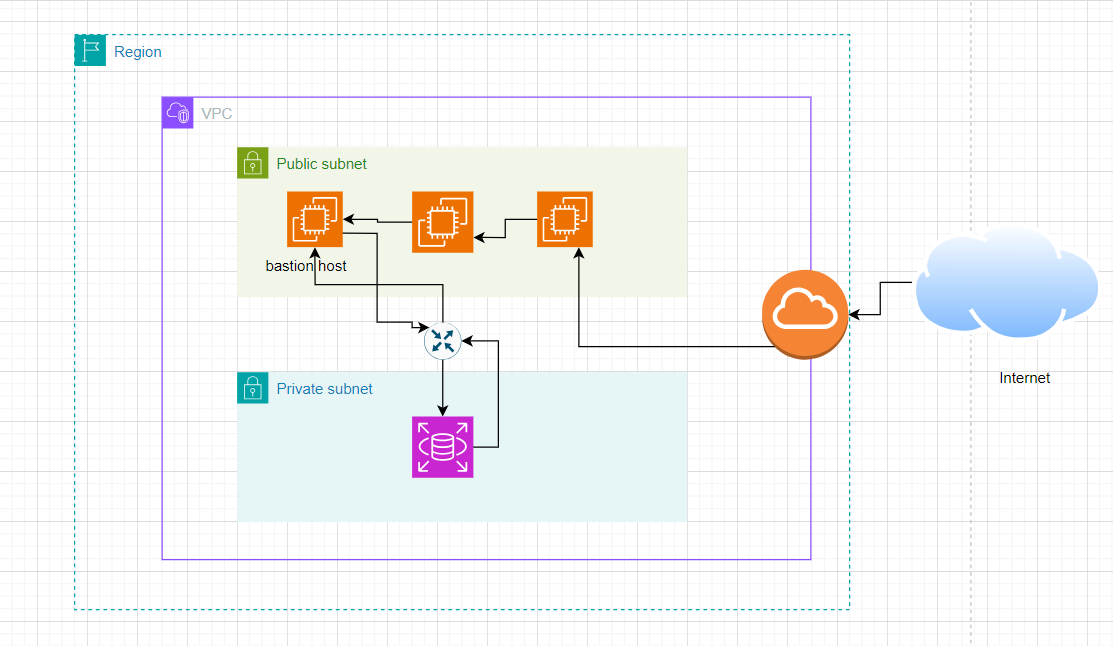 Region
VPC
Public subnet
bastion host
Private subnet
Internet